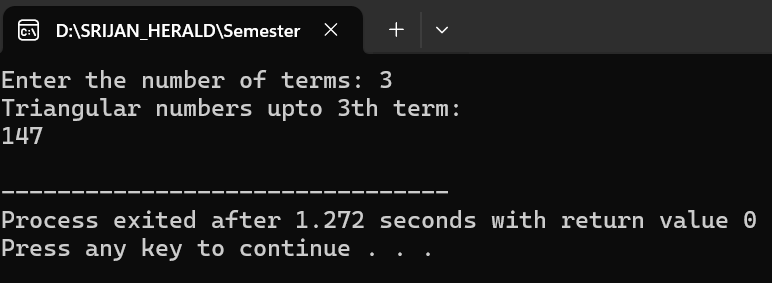 D:\SRIJAN_HERALD\Semester
Enter the number of terms: 3
Triangular numbers upto 3th term:
147
--------------------------------
Process exited after 1.272 seconds with return value 0
Press any key to continue . . .